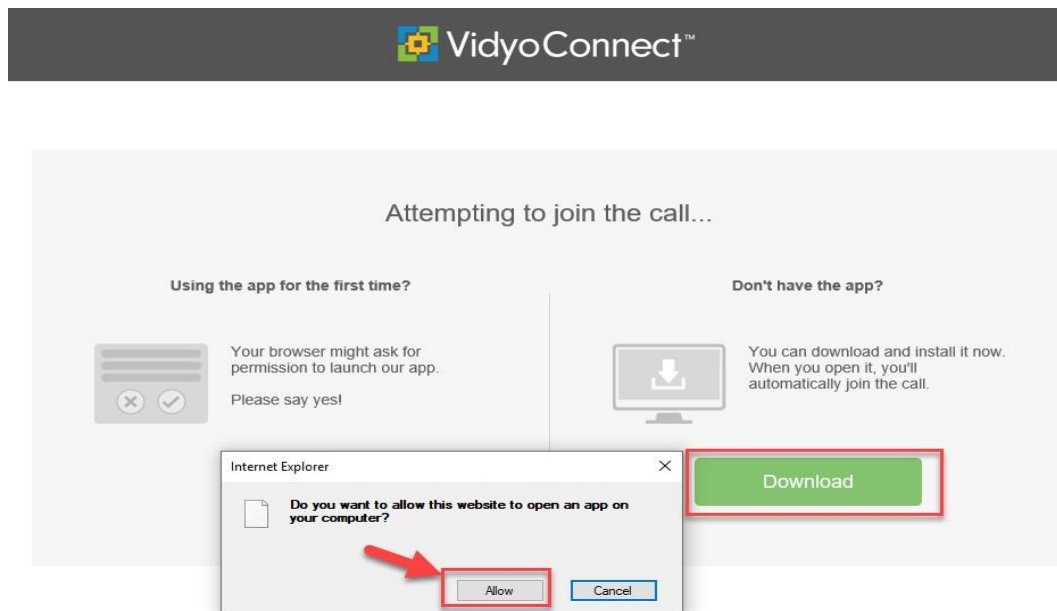 VidyoConnect™
Attempting to join the call...
Using the app for the first time?
Your browser might ask for
permission to launch our app.
Please say yes!
Don't have the app?
You can download and install it now.
When you open it, you'll
automatically join the call.
Download
Internet Explorer
Do you want to allow this website to open an app on
your computer?
Allow
Cancel